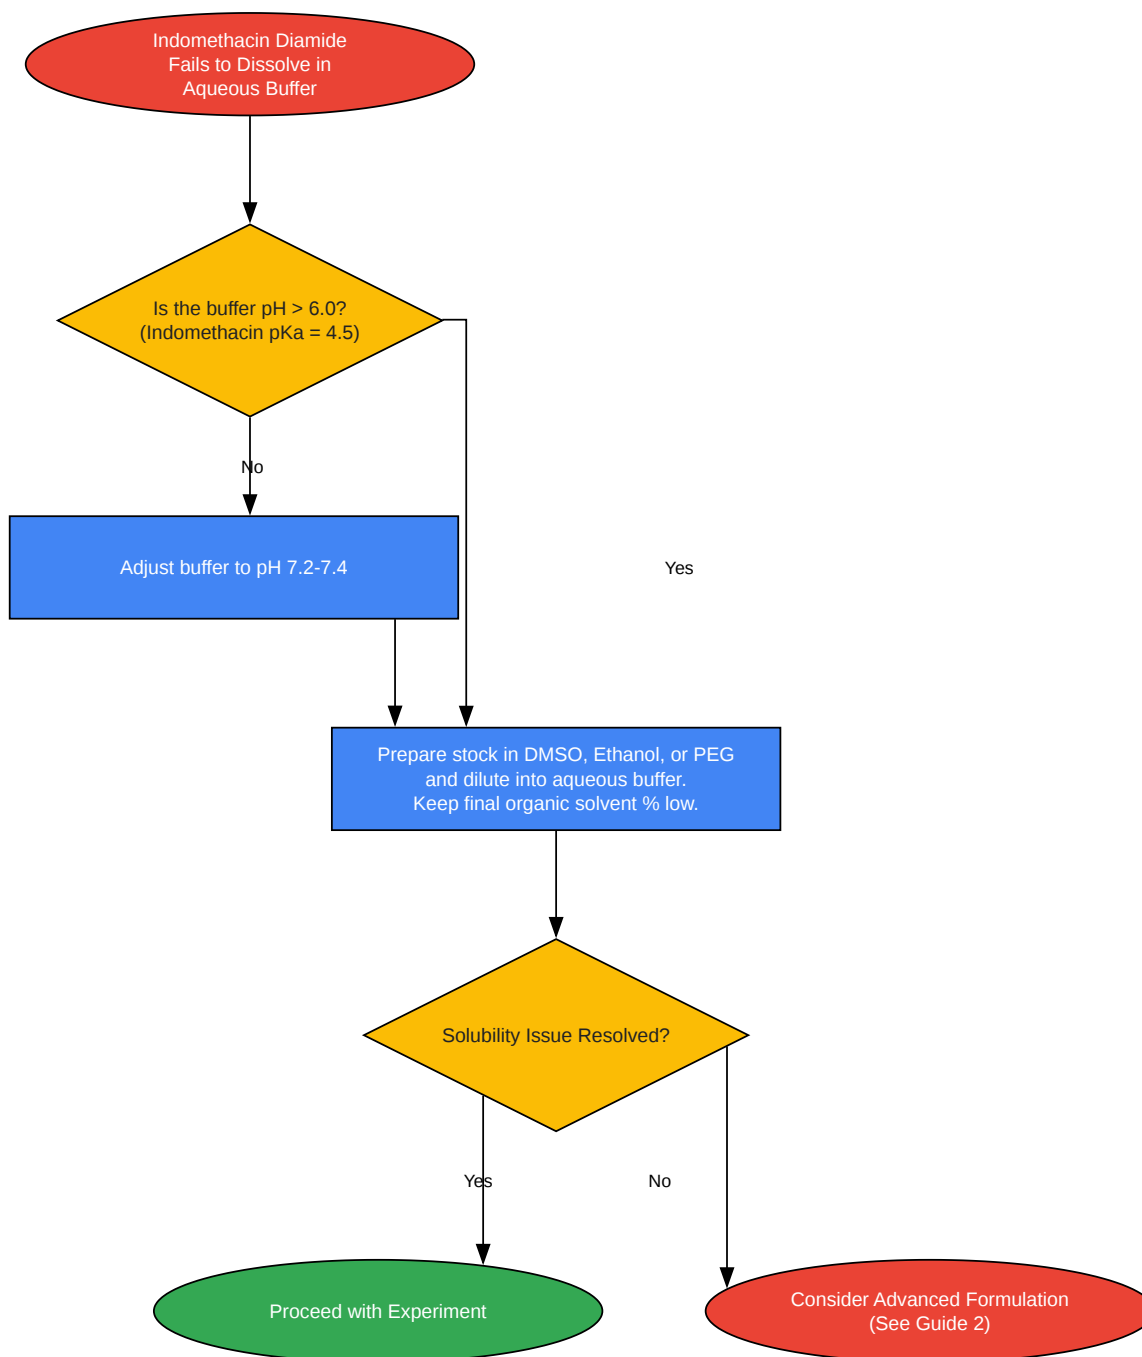 Indomethacin Diamide
Fails to Dissolve in
Aqueous Buffer
Is the buffer pH > 6.0?
(Indomethacin pKa = 4.5)
No
Adjust buffer to pH 7.2-7.4
Yes
Prepare stock in DMSO, Ethanol, or PEG
and dilute into aqueous buffer.
Keep final organic solvent % low.
Solubility Issue Resolved?
Yes
No
Proceed with Experiment
Consider Advanced Formulation
(See Guide 2)